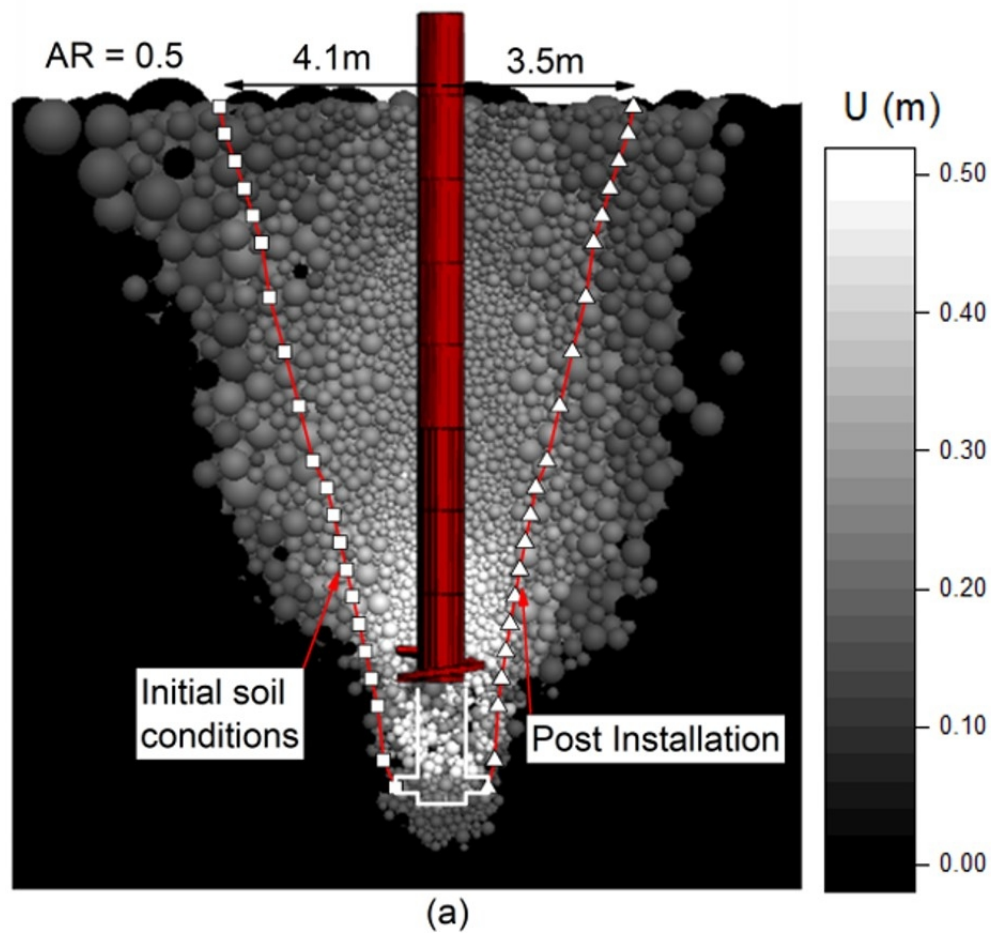 AR = 0.5
4.1m
3.5m
U (m)
0.50
0.40
0.30
0.20
0.10
0.00
Initial soil
conditions
Post Installation
(a)